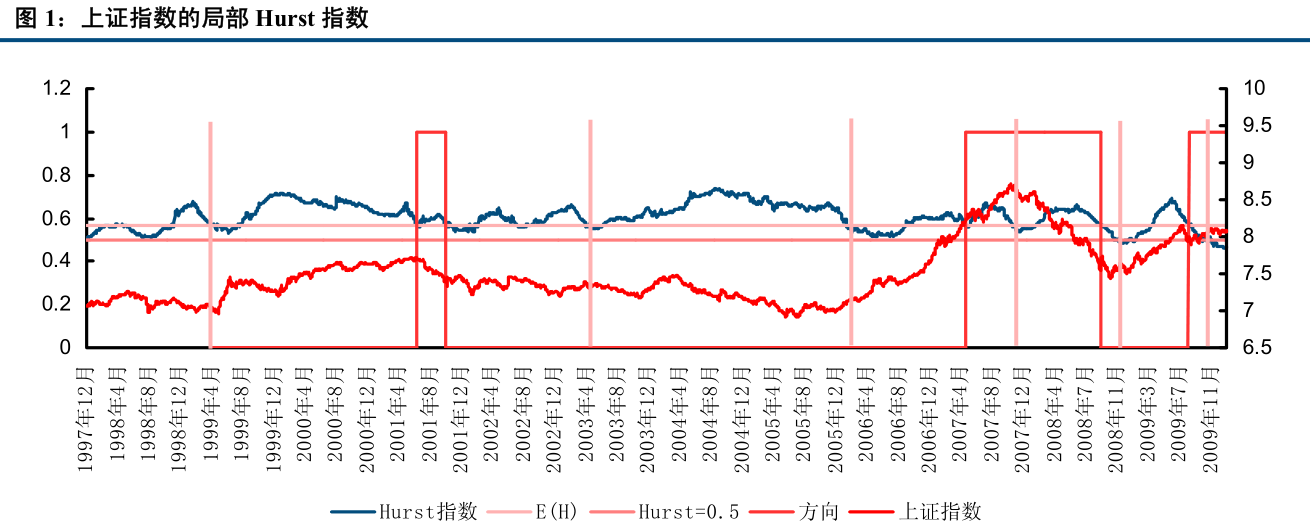 图 1：上证指数的局部 Hurst 指数
1.2
1
0.8
0.6
0.4
0.2
0
10
9.5
9
8.5
8
7.5
7
6.5
1997年12月
1998年4月
1998年8月
1998年12月
1999年4月
1999年8月
1999年12月
2000年4月
2000年8月
2000年12月
2001年4月
2001年8月
2001年12月
2002年4月
2002年8月
2002年12月
2003年4月
2003年8月
2003年12月
2004年4月
2004年8月
2004年12月
2005年4月
2005年8月
2005年12月
2006年4月
2006年8月
2006年12月
2007年4月
2007年8月
2007年12月
2008年4月
2008年7月
2008年11月
2009年3月
2009年7月
2009年11月
Hurst指数 E(H) Hurst=0.5 方向 上证指数